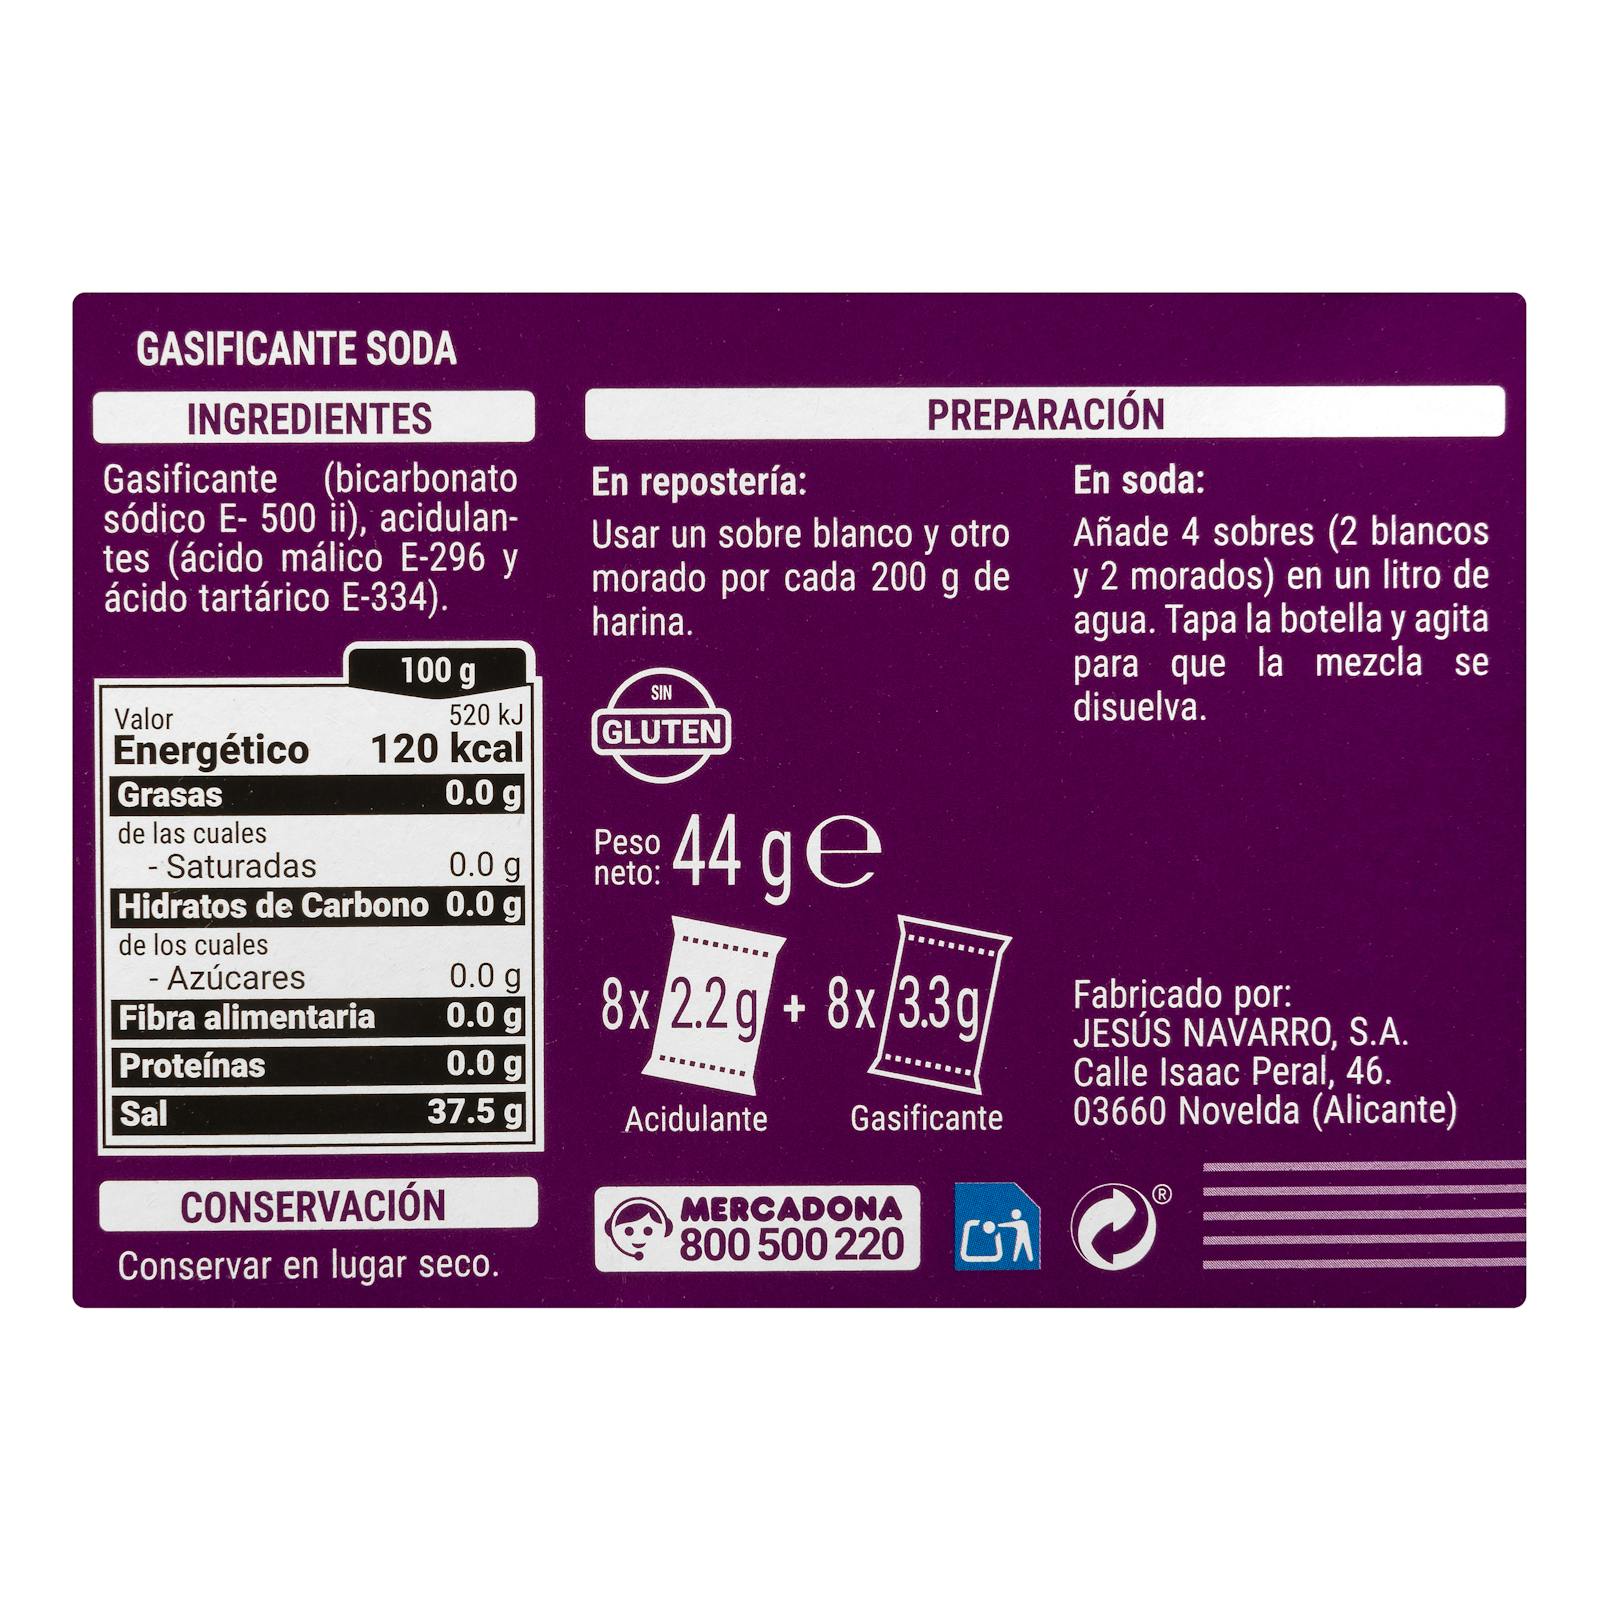 GASIFICANTE SODA
INGREDIENTES
Gasificante (bicarbonato
sódico E- 500 ii), acidulan-
tes (ácido málico E-296 y
ácido tartárico E-334).
100 g
Valor 520 kJ
Energético 120 kcal
Grasas 0.0 g
de las cuales
- Saturadas 0.0 g
Hidratos de Carbono 0.0 g
de los cuales
- Azúcares 0.0 g
Fibra alimentaria 0.0 g
Proteínas 0.0 g
Sal 37.5 g
CONSERVACIÓN
Conservar en lugar seco.
PREPARACIÓN
En repostería:
Usar un sobre blanco y otro
morado por cada 200 g de
harina.
SIN
GLUTEN
Peso
neto: 44 g e
8x 2.2g + 8x 3.3g
Acidulante Gasificante
MERCADONA
800 500 220
En soda:
Añade 4 sobres (2 blancos
y 2 morados) en un litro de
agua. Tapa la botella y agita
para que la mezcla se
disuelva.
Fabricado por:
JESÚS NAVARRO, S.A.
Calle Isaac Peral, 46.
03660 Novelda (Alicante)
®